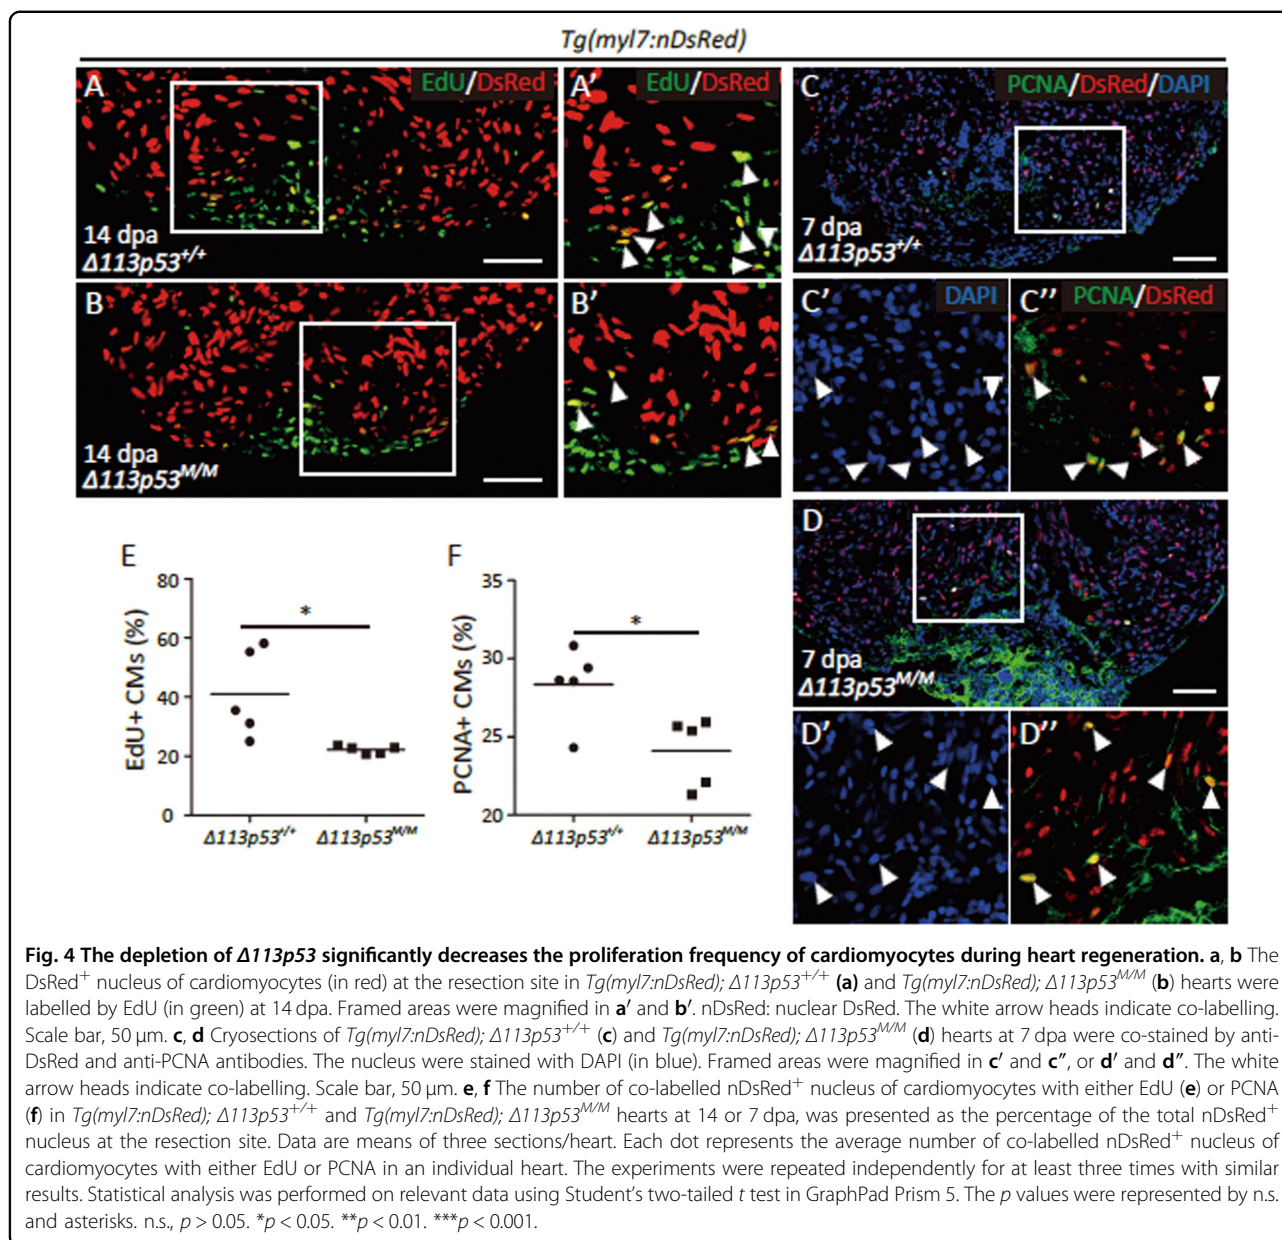 Tg(myl7:nDsRed)
A EdU/DsRed
14 dpa
Δ113p53+/+
A′ EdU/DsRed
B
14 dpa
Δ113p53M/M
B′
C PCNA/DsRed/DAPI
7 dpa
Δ113p53+/+
C′ DAPI
C″ PCNA/DsRed
D
7 dpa
Δ113p53M/M
D′
D″
E
EdU+ CMs (%)
80
60
40
20
0
*
Δ113p53+/+
Δ113p53M/M
F
PCNA+ CMs (%)
35
30
25
20
*
Δ113p53+/+
Δ113p53M/M
Fig. 4 The depletion of Δ113p53 significantly decreases the proliferation frequency of cardiomyocytes during heart regeneration. a, b The
DsRed+ nucleus of cardiomyocytes (in red) at the resection site in Tg(myl7:nDsRed); Δ113p53+/+ (a) and Tg(myl7:nDsRed); Δ113p53M/M (b) hearts were
labelled by EdU (in green) at 14 dpa. Framed areas were magnified in a′ and b′. nDsRed: nuclear DsRed. The white arrow heads indicate co-labelling.
Scale bar, 50 µm. c, d Cryosections of Tg(myl7:nDsRed); Δ113p53+/+ (c) and Tg(myl7:nDsRed); Δ113p53M/M (d) hearts at 7 dpa were co-stained by anti-
DsRed and anti-PCNA antibodies. The nucleus were stained with DAPI (in blue). Framed areas were magnified in c′ and c″, or d′ and d″. The white
arrow heads indicate co-labelling. Scale bar, 50 µm. e, f The number of co-labelled nDsRed+ nucleus of cardiomyocytes with either EdU (e) or PCNA
(f) in Tg(myl7:nDsRed); Δ113p53+/+ and Tg(myl7:nDsRed); Δ113p53M/M hearts at 14 or 7 dpa, was presented as the percentage of the total nDsRed+
nucleus at the resection site. Data are means of three sections/heart. Each dot represents the average number of co-labelled nDsRed+ nucleus of
cardiomyocytes with either EdU or PCNA in an individual heart. The experiments were repeated independently for at least three times with similar
results. Statistical analysis was performed on relevant data using Student's two-tailed t test in GraphPad Prism 5. The p values were represented by n.s.
and asterisks. n.s., p > 0.05. *p < 0.05. **p < 0.01. ***p < 0.001.